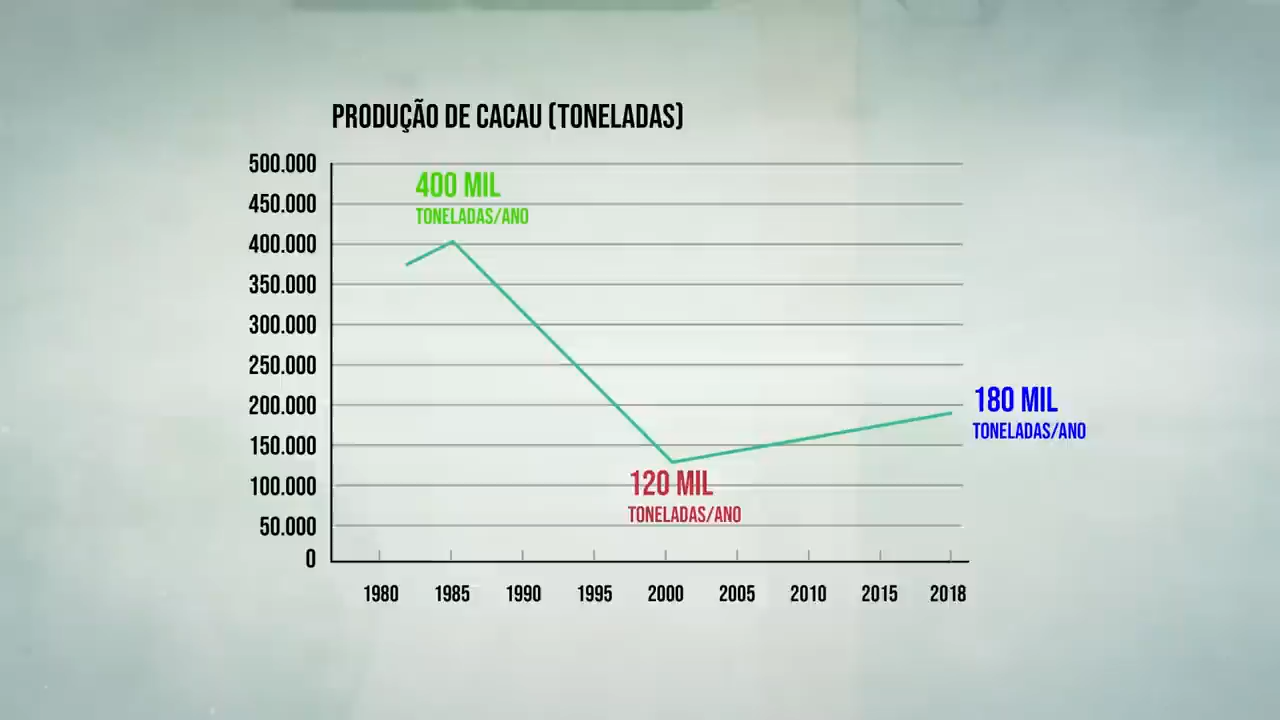 PRODUÇÃO DE CACAU (TONELADAS)
500.000
400 MIL
450.000
TONELADAS/ANO
400.000
350.000
300.000
250.000
200.000
180 MIL
TONELADAS/ANO
150.000
100.000
120 MIL
TONELADAS/ANO
50.000
0
1980 1985 1990 1995 2000 2005 2010 2015 2018